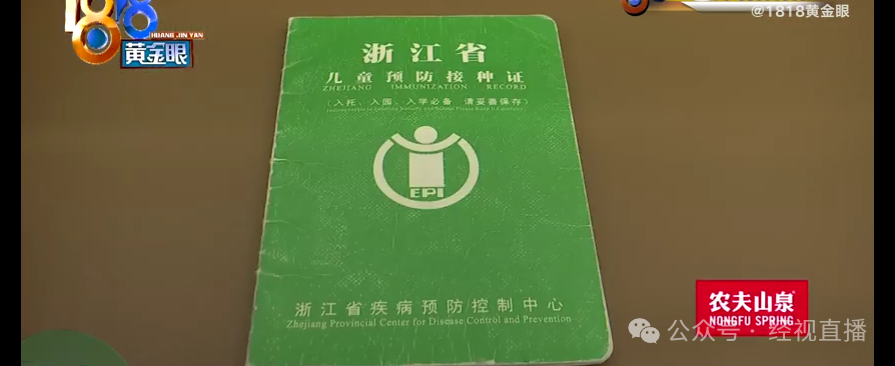 1818
HUANG JIN YAN
黄金眼
@1818黄金眼
浙江省
儿童预防接种证
ZHEJIANG IMMUNIZATION RECORD
(入托、入园、入学必备 请妥善保存)
EPI
浙江省疾病预防控制中心
Zhejiang Provincial Center for Disease Control and Prevention
农夫山泉
NONGFU SPRING
公众号·经视直播